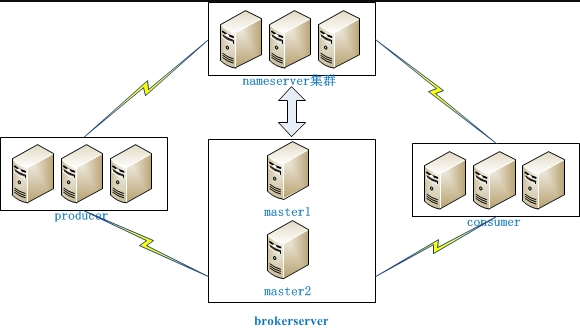 nameserver集群
producer
master1
consumer
master2
brokerserver